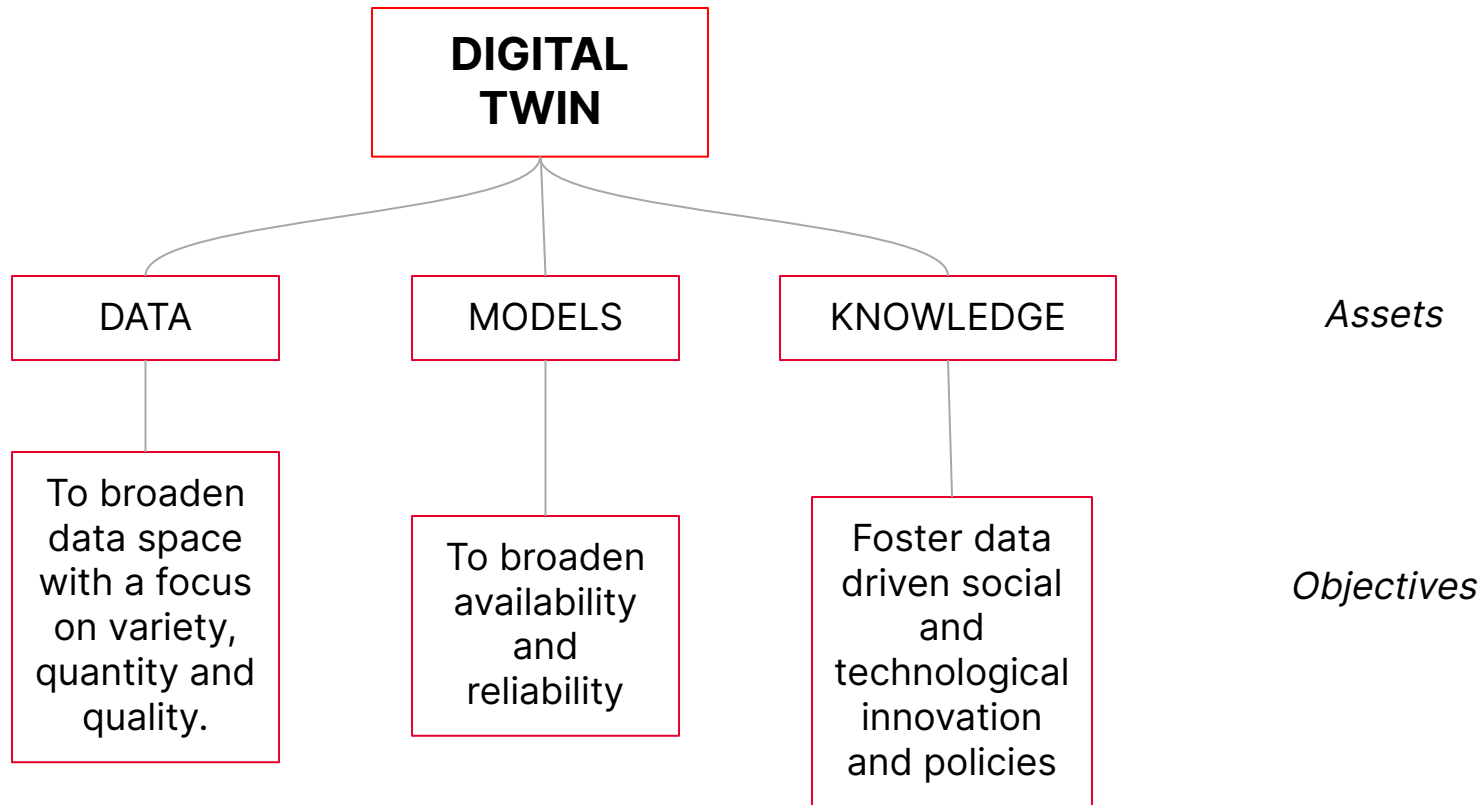 DIGITAL
TWIN
DATA
MODELS
KNOWLEDGE
Assets
To broaden
data space
with a focus
on variety,
quantity and
quality.
To broaden
availability
and
reliability
Foster data
driven social
and
technological
innovation
and policies
Objectives